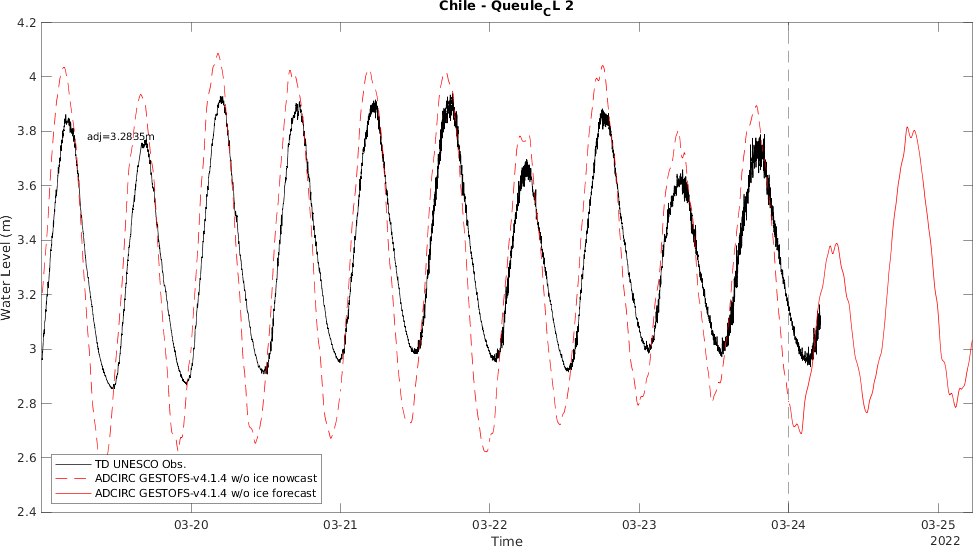 Chile - Queule_C L 2
4.2
4
3.8
3.6
3.4
3.2
3
2.8
2.6
2.4
Water Level (m)
adj=3.2835m
TD UNESCO Obs.
ADCIRC GESTOFS-v4.1.4 w/o ice nowcast
ADCIRC GESTOFS-v4.1.4 w/o ice forecast
03-20
03-21
03-22
03-23
03-24
03-25
Time
2022